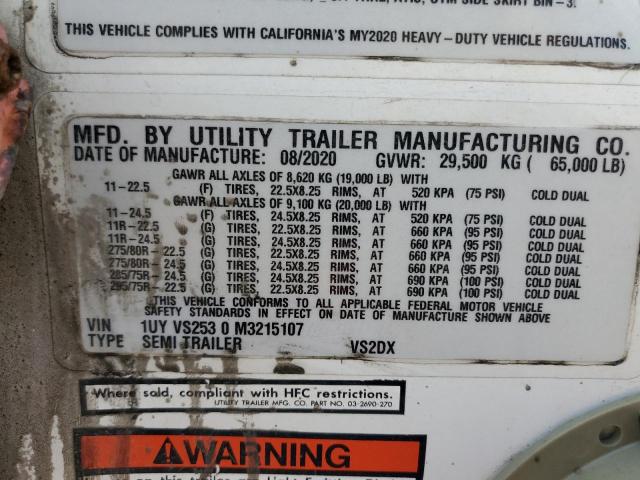 THIS VEHICLE COMPLIES WITH CALIFORNIA'S MY2020 HEAVY-DUTY VEHICLE REGULATIONS.
MFD. BY UTILITY TRAILER MANUFACTURING CO.
DATE OF MANUFACTURE: 08/2020 GVWR: 29,500 KG ( 65,000 LB)
GAWR ALL AXLES OF 8,620 KG (19,000 LB) WITH
11-22.5 (F) TIRES, 22.5X8.25 RIMS, AT 520 KPA (75 PSI) COLD DUAL
GAWR ALL AXLES OF 9,100 KG (20,000 LB) WITH
11-24.5 (F) TIRES, 24.5X8.25 RIMS, AT 520 KPA (75 PSI) COLD DUAL
11R-22.5 (G) TIRES, 22.5X8.25 RIMS, AT 660 KPA (95 PSI) COLD DUAL
11R-24.5 (G) TIRES, 24.5X8.25 RIMS, AT 660 KPA (95 PSI) COLD DUAL
275/80R-22.5 (G) TIRES, 22.5X8.25 RIMS, AT 660 KPA (95 PSI) COLD DUAL
275/80R-24.5 (G) TIRES, 24.5X8.25 RIMS, AT 660 KPA (95 PSI) COLD DUAL
285/75R-24.5 (G) TIRES, 24.5X8.25 RIMS, AT 690 KPA (100 PSI) COLD DUAL
295/75R-22.5 (G) TIRES, 22.5X8.25 RIMS, AT 690 KPA (100 PSI) COLD DUAL
THIS VEHICLE CONFORMS TO ALL APPLICABLE FEDERAL MOTOR VEHICLE
SAFETY STANDARDS IN EFFECT ON DATE OF MANUFACTURE SHOWN ABOVE
VIN 1UY VS253 0 M3215107
TYPE SEMI TRAILER VS2DX
Where sold, compliant with HFC restrictions.
UTILITY TRAILER MFG. CO. PART NO. 03-2690-270
WARNING